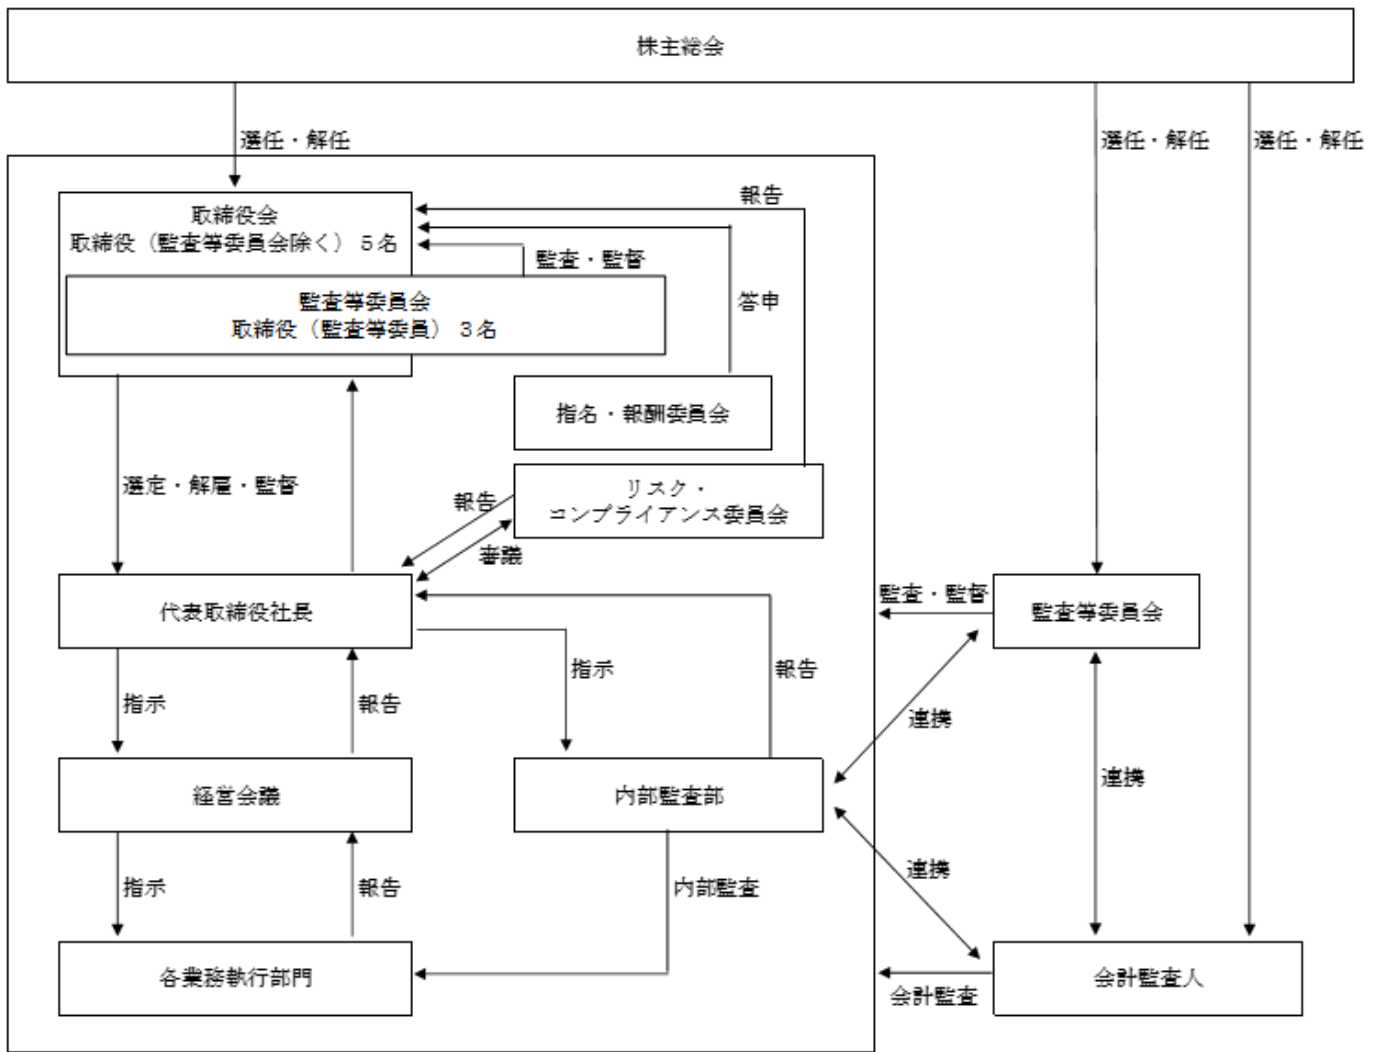 株主総会
選任・解任
選任・解任
選任・解任
取締役会
取締役（監査等委員会除く）５名
報告
監査・監督
監査等委員会
取締役（監査等委員）３名
答申
指名・報酬委員会
選定・解雇・監督
リスク・
コンプライアンス委員会
報告
審議
代表取締役社長
監査・監督
監査等委員会
指示
報告
指示
報告
連携
経営会議
内部監査部
連携
指示
報告
内部監査
連携
各業務執行部門
会計監査人
会計監査